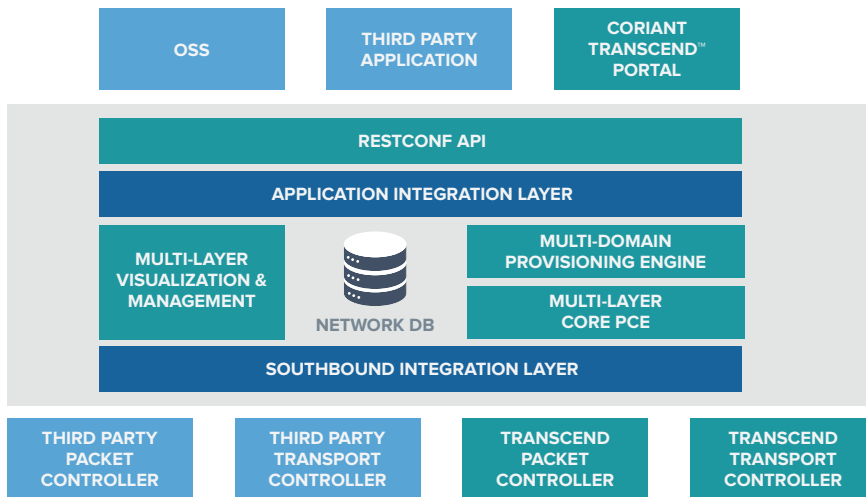 OSS
THIRD PARTY
APPLICATION
CORIANT
TRANSCEND™
PORTAL
RESTCONF API
APPLICATION INTEGRATION LAYER
MULTI-LAYER
VISUALIZATION &
MANAGEMENT
NETWORK DB
MULTI-DOMAIN
PROVISIONING ENGINE
MULTI-LAYER
CORE PCE
SOUTHBOUND INTEGRATION LAYER
THIRD PARTY
PACKET
CONTROLLER
THIRD PARTY
TRANSPORT
CONTROLLER
TRANSCEND
PACKET
CONTROLLER
TRANSCEND
TRANSPORT
CONTROLLER